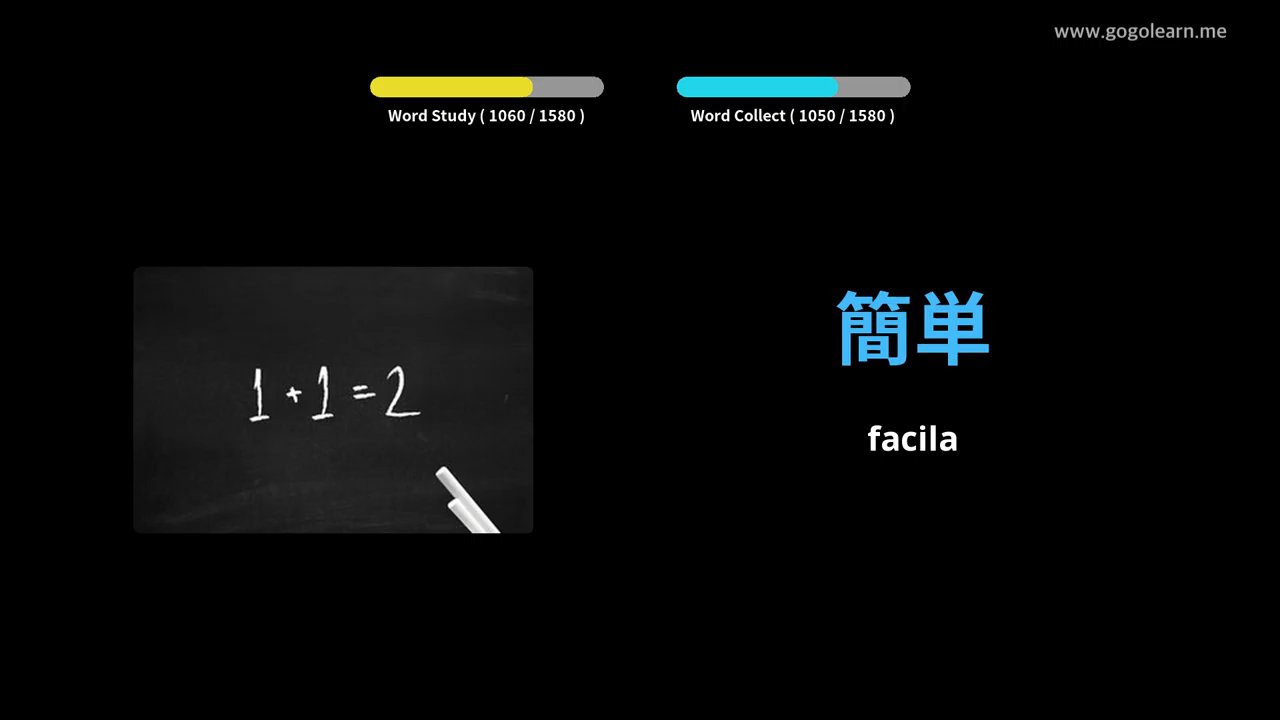 www.gogolearn.me
Word Study ( 1060 / 1580 )
Word Collect ( 1050 / 1580 )
1 + 1 = 2
簡単
facila